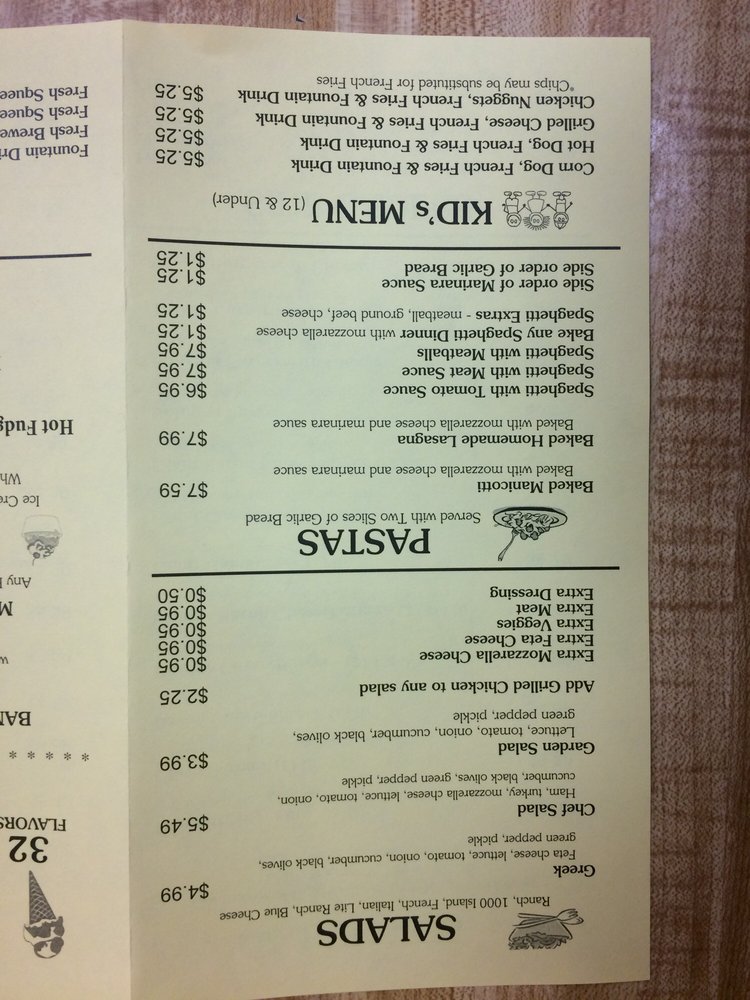 SALADS
Ranch, 1000 Island, French, Italian, Lite Ranch, Blue Cheese
Greek $4.99
Feta cheese, lettuce, tomato, onion, cucumber, black olives,
green pepper, pickle
Chef Salad $5.49
Ham, turkey, mozzarella cheese, lettuce, tomato, onion,
cucumber, black olives, green pepper, pickle
Garden Salad $3.99
Lettuce, tomato, onion, cucumber, black olives,
green pepper, pickle
Add Grilled Chicken to any salad $2.25
Extra Mozzarella Cheese $0.95
Extra Feta Cheese $0.95
Extra Veggies $0.95
Extra Meat $0.95
Extra Dressing $0.50
PASTAS
Served with Two Slices of Garlic Bread
Baked Manicotti $7.59
Baked with mozzarella cheese and marinara sauce
Baked Homemade Lasagna $7.99
Baked with mozzarella cheese and marinara sauce
Spaghetti with Tomato Sauce $6.95
Spaghetti with Meat Sauce $7.95
Spaghetti with Meatballs $7.95
Bake any Spaghetti Dinner with mozzarella cheese $1.25
Spaghetti Extras - meatball, ground beef, cheese $1.25
Side order of Marinara Sauce $1.25
Side order of Garlic Bread $1.25
KID's MENU (12 & Under)
Corn Dog, French Fries & Fountain Drink $5.25
Hot Dog, French Fries & Fountain Drink $5.25
Grilled Cheese, French Fries & Fountain Drink $5.25
Chicken Nuggets, French Fries & Fountain Drink $5.25
*Chips may be substituted for French Fries
32
FLAVORS
* * * * *
Any
Ice
Hot
Fountain
Fresh
Fresh
Fresh